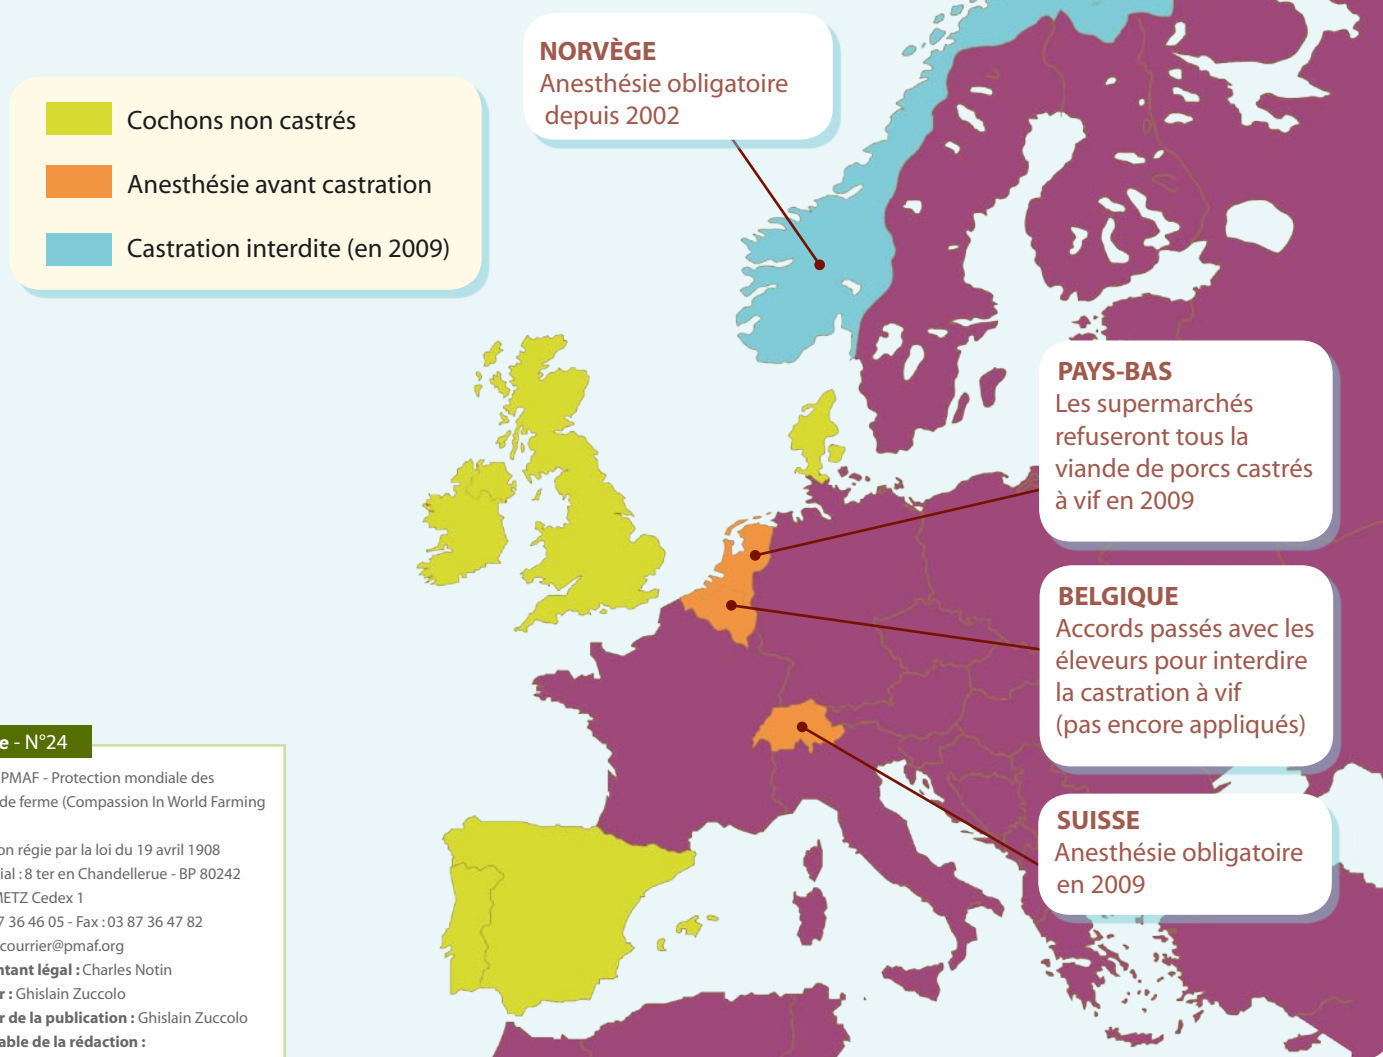 Cochons non castrés
Anesthésie avant castration
Castration interdite (en 2009)
NORVÈGE
Anesthésie obligatoire
depuis 2002
PAYS-BAS
Les supermarchés
refuseront tous la
viande de porcs castrés
à vif en 2009
BELGIQUE
Accords passés avec les
éleveurs pour interdire
la castration à vif
(pas encore appliqués)
SUISSE
Anesthésie obligatoire
en 2009
e - N°24
PMAF - Protection mondiale des
de ferme (Compassion In World Farming
on régie par la loi du 19 avril 1908
ial : 8 ter en Chandellerue - BP 80242
METZ Cedex 1
7 36 46 05 - Fax : 03 87 36 47 82
courrier@pmaf.org
ntant légal : Charles Notin
r : Ghislain Zuccolo
r de la publication : Ghislain Zuccolo
able de la rédaction :